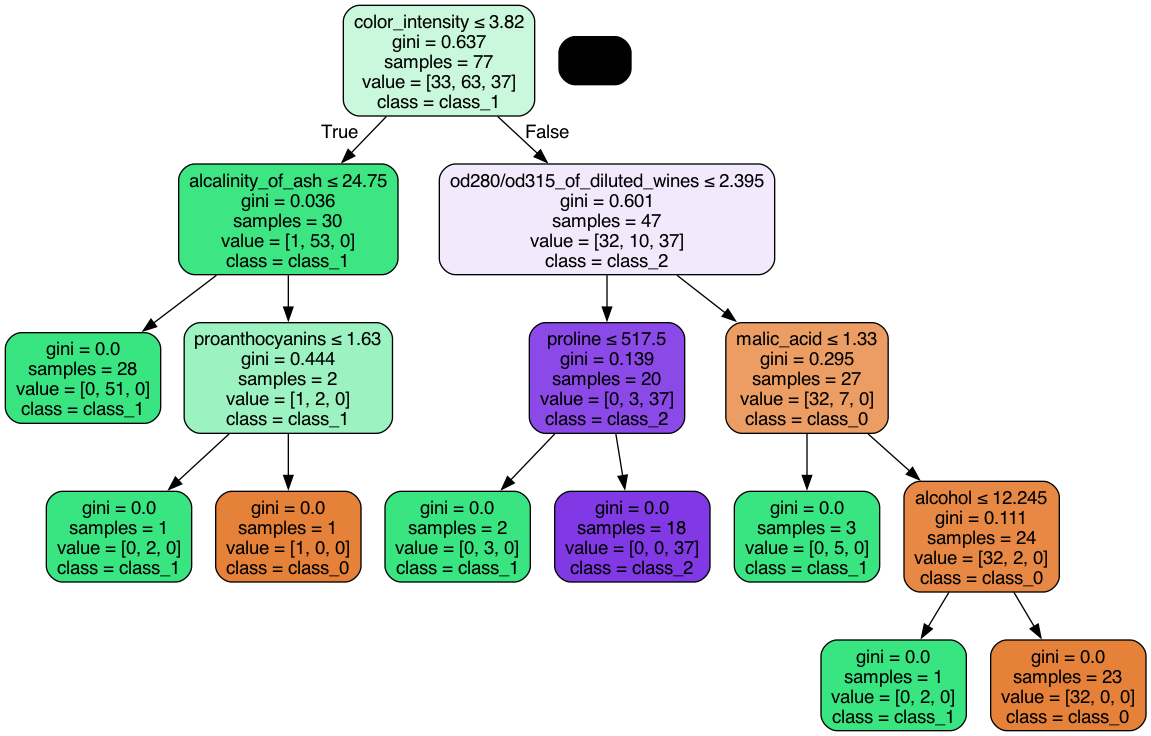 color_intensity ≤ 3.82
gini = 0.637
samples = 77
value = [33, 63, 37]
class = class_1
True
False
alcalinity_of_ash ≤ 24.75
gini = 0.036
samples = 30
value = [1, 53, 0]
class = class_1
od280/od315_of_diluted_wines ≤ 2.395
gini = 0.601
samples = 47
value = [32, 10, 37]
class = class_2
gini = 0.0
samples = 28
value = [0, 51, 0]
class = class_1
proanthocyanins ≤ 1.63
gini = 0.444
samples = 2
value = [1, 2, 0]
class = class_1
proline ≤ 517.5
gini = 0.139
samples = 20
value = [0, 3, 37]
class = class_2
malic_acid ≤ 1.33
gini = 0.295
samples = 27
value = [32, 7, 0]
class = class_0
gini = 0.0
samples = 1
value = [0, 2, 0]
class = class_1
gini = 0.0
samples = 1
value = [1, 0, 0]
class = class_0
gini = 0.0
samples = 2
value = [0, 3, 0]
class = class_1
gini = 0.0
samples = 18
value = [0, 0, 37]
class = class_2
gini = 0.0
samples = 3
value = [0, 5, 0]
class = class_1
alcohol ≤ 12.245
gini = 0.111
samples = 24
value = [32, 2, 0]
class = class_0
gini = 0.0
samples = 1
value = [0, 2, 0]
class = class_1
gini = 0.0
samples = 23
value = [32, 0, 0]
class = class_0